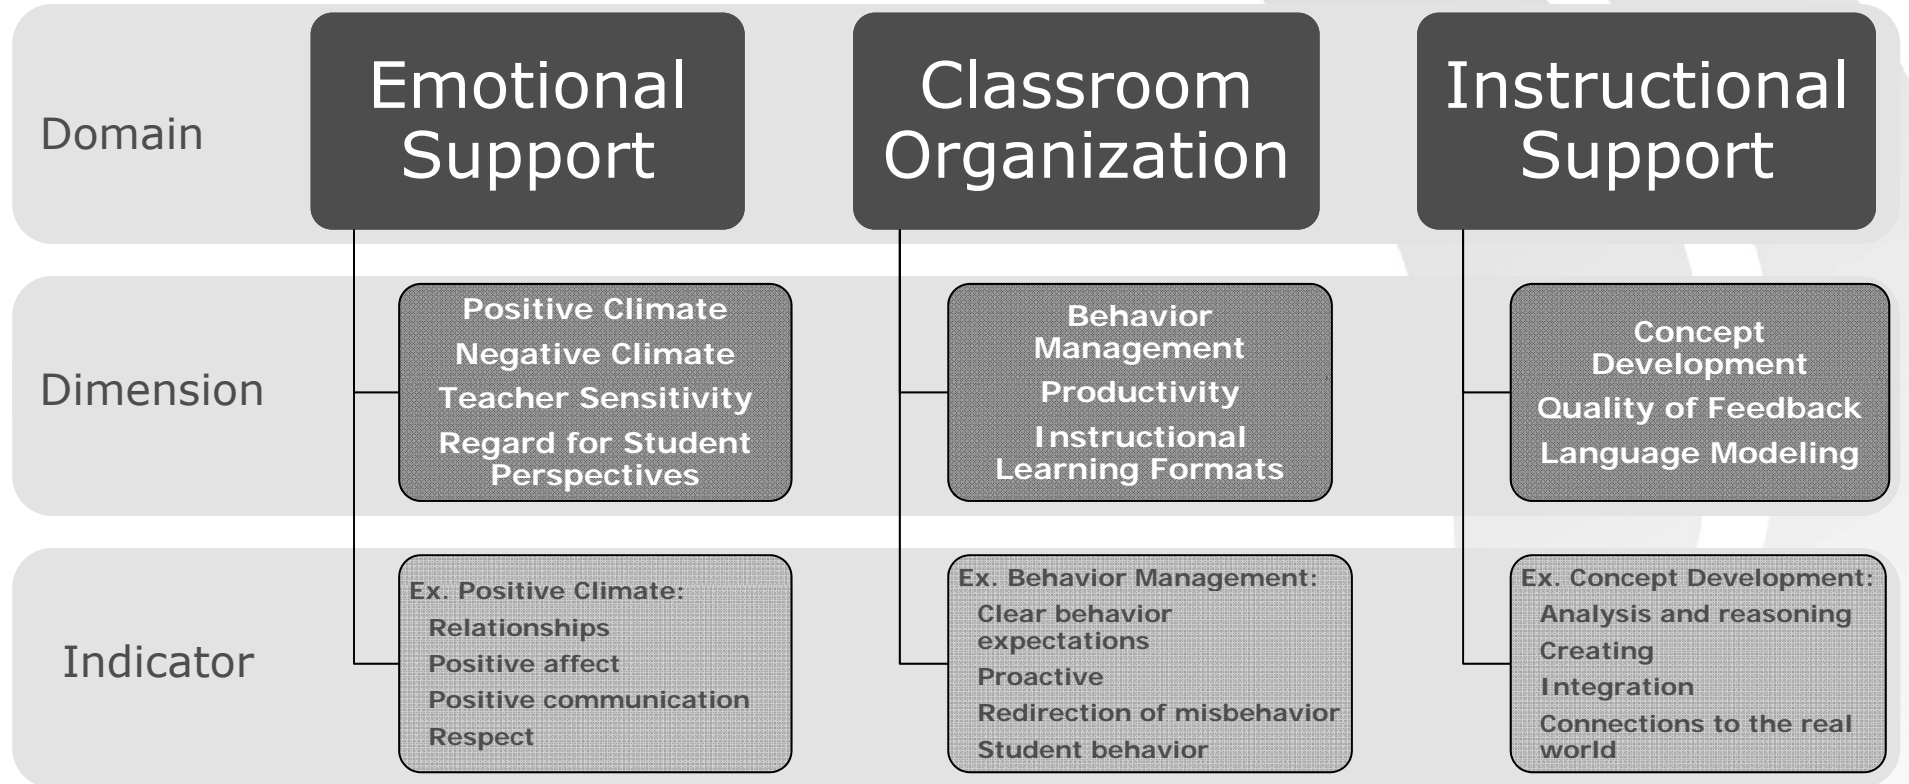 Domain
Emotional
Support
Classroom
Organization
Instructional
Support
Dimension
Positive Climate
Negative Climate
Teacher Sensitivity
Regard for Student
Perspectives
Behavior
Management
Productivity
Instructional
Learning Formats
Concept
Development
Quality of Feedback
Language Modeling
Indicator
Ex. Positive Climate:
Relationships
Positive affect
Positive communication
Respect
Ex. Behavior Management:
Clear behavior
expectations
Proactive
Redirection of misbehavior
Student behavior
Ex. Concept Development:
Analysis and reasoning
Creating
Integration
Connections to the real
world